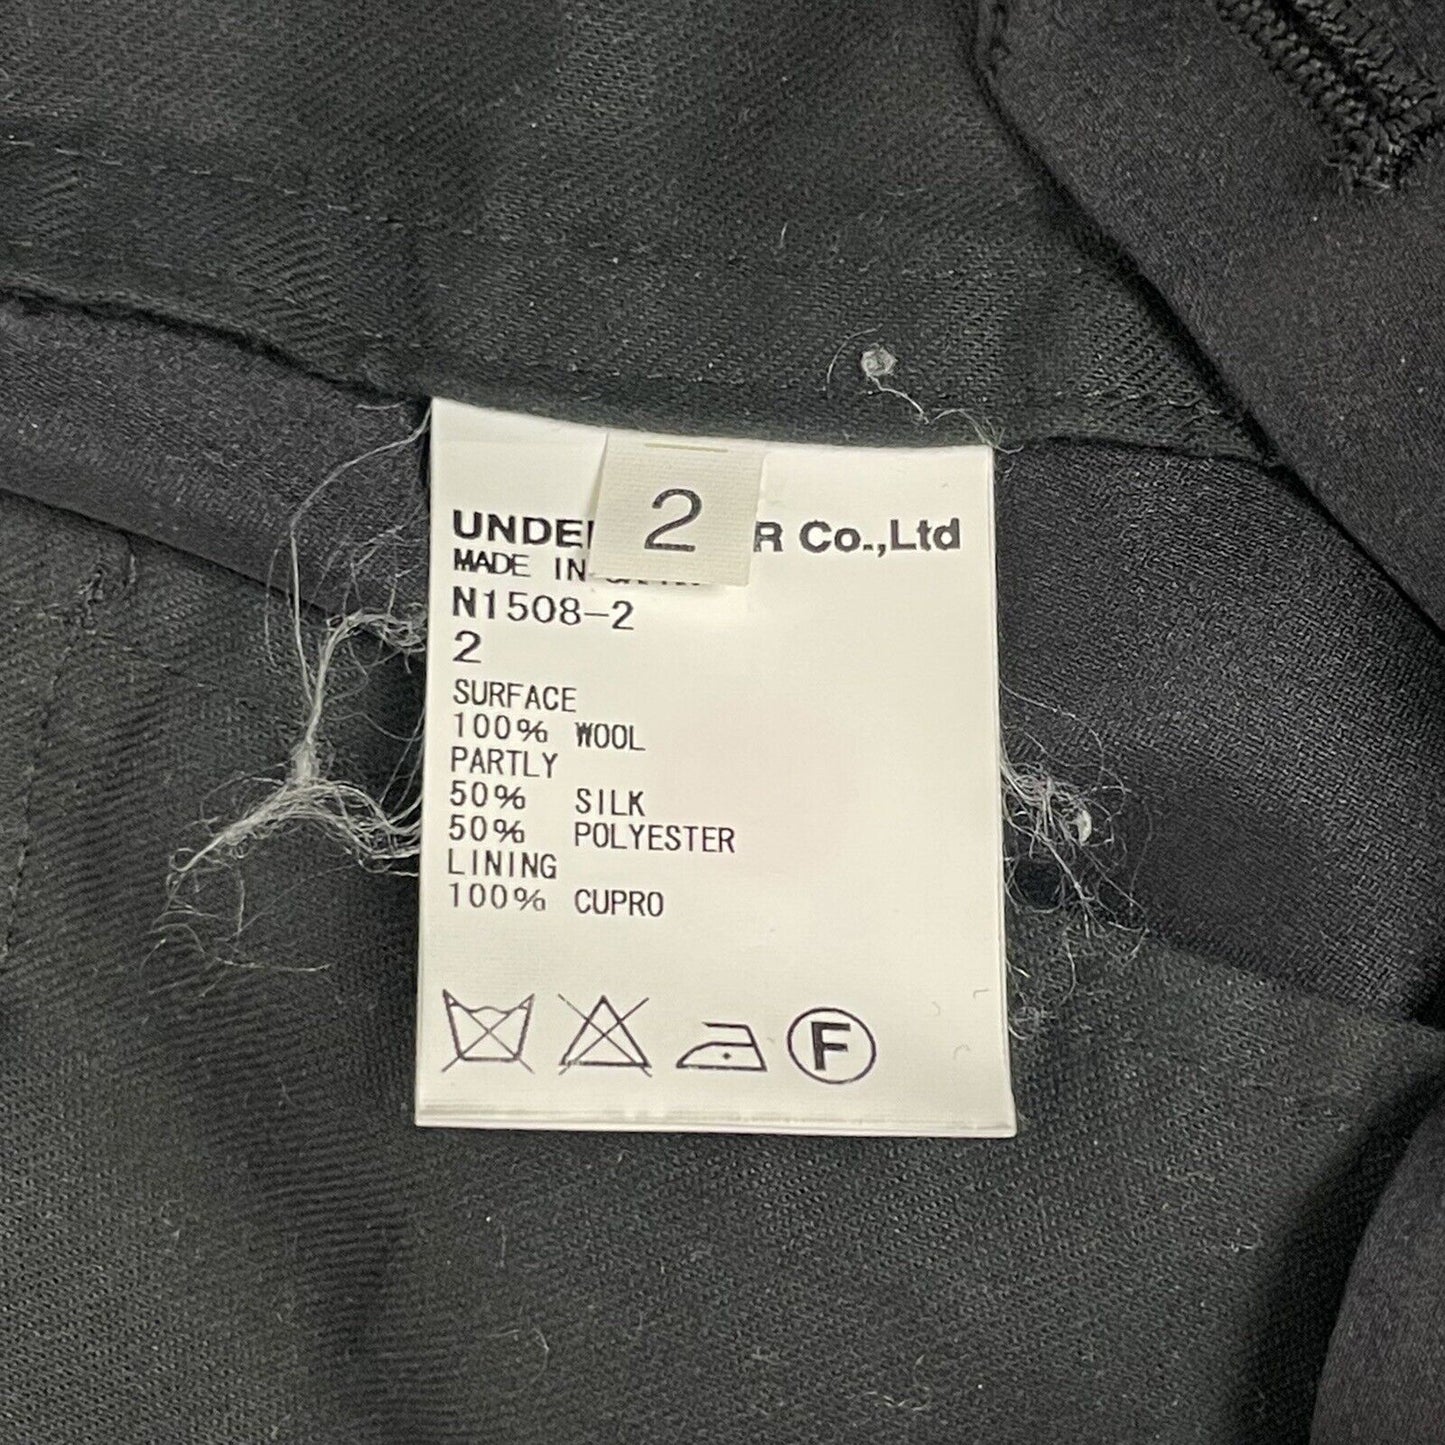 2
UNDE R Co.,Ltd
MADE IN
N1508-2
2
SURFACE
100% WOOL
PARTLY
50% SILK
50% POLYESTER
LINING
100% CUPRO
F